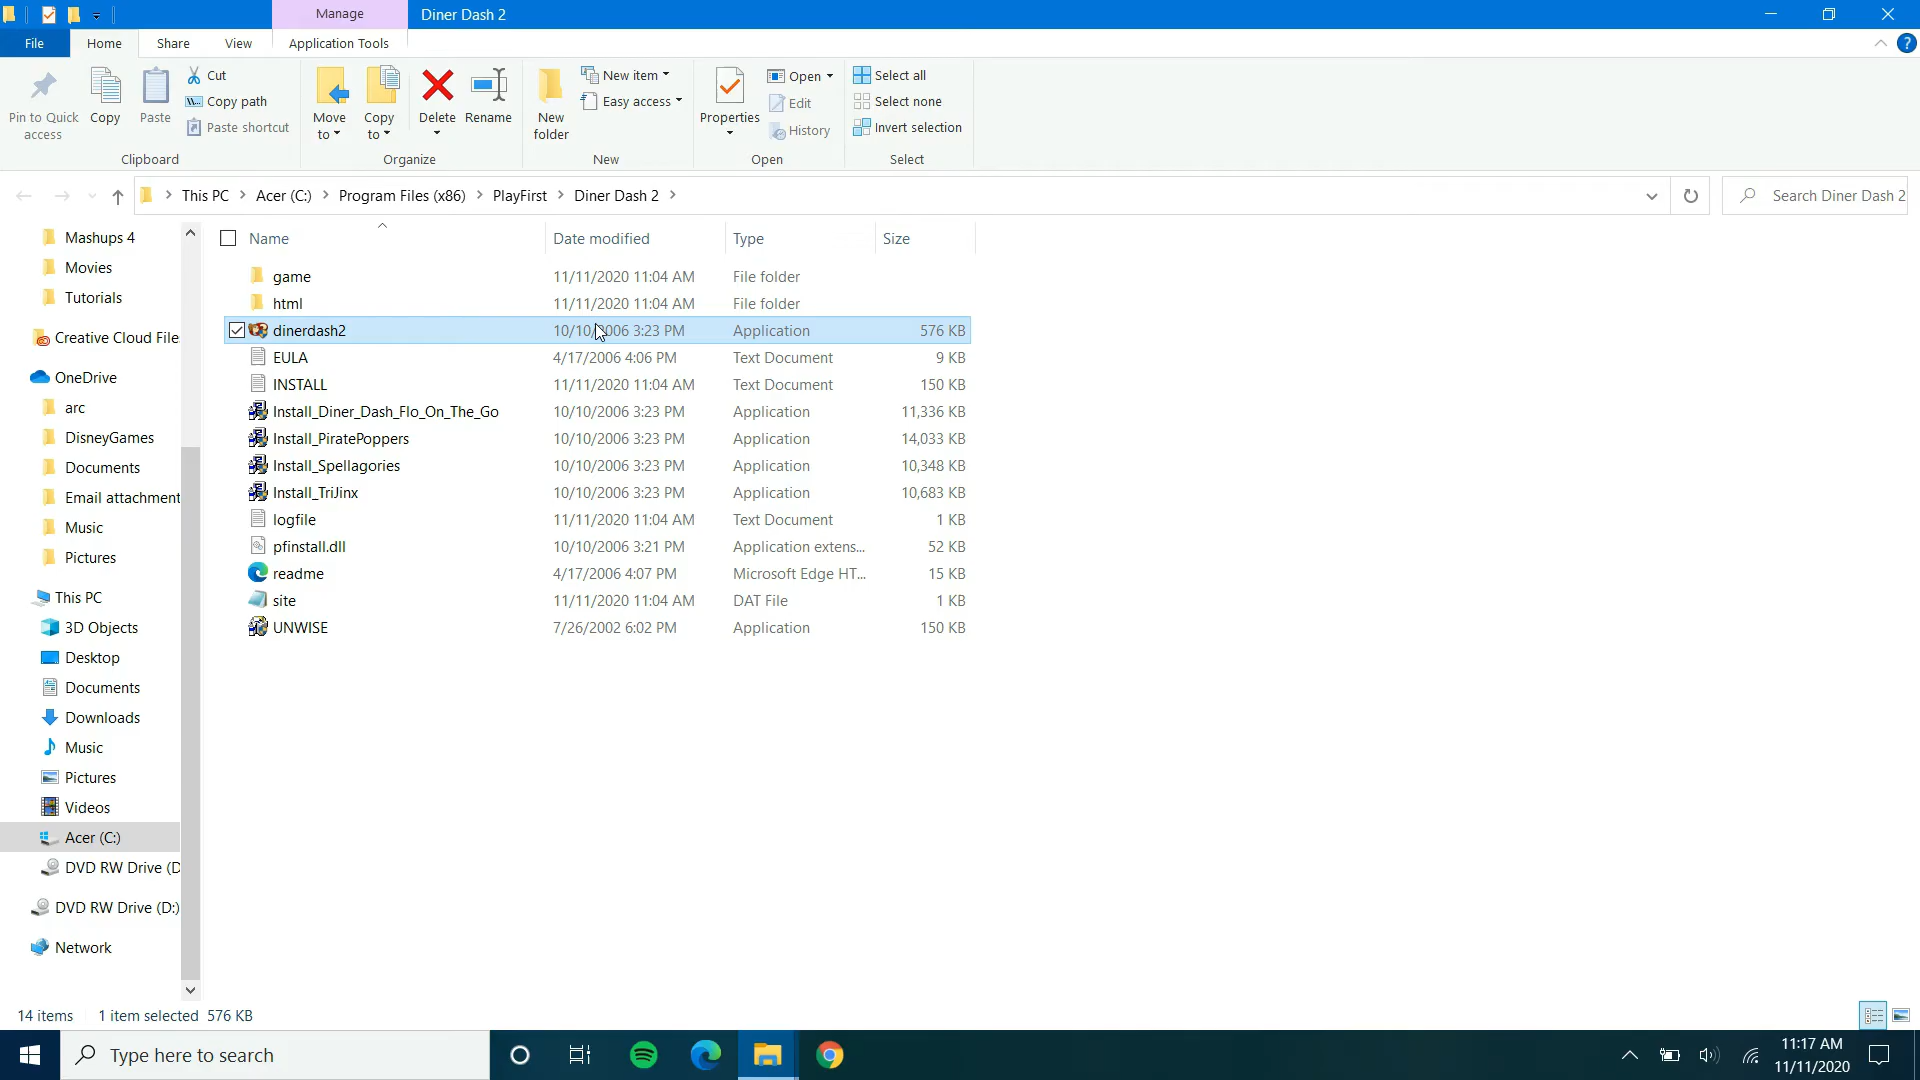 Manage
Diner Dash 2
File
Home
Share
View
Application Tools
?
Pin to Quick access
Copy
Paste
Cut
Copy path
Paste shortcut
Clipboard
Move to
Copy to
Delete
Rename
Organize
New folder
New item
Easy access
New
Properties
Open
Edit
History
Open
Select all
Select none
Invert selection
Select
This PC > Acer (C:) > Program Files (x86) > PlayFirst > Diner Dash 2 >
Search Diner Dash 2
Mashups 4
Movies
Tutorials
Creative Cloud File
OneDrive
arc
DisneyGames
Documents
Email attachment
Music
Pictures
This PC
3D Objects
Desktop
Documents
Downloads
Music
Pictures
Videos
Acer (C:)
DVD RW Drive (D
DVD RW Drive (D:)
Network
Name Date modified Type Size
game 11/11/2020 11:04 AM File folder
html 11/11/2020 11:04 AM File folder
dinerdash2 10/10/2006 3:23 PM Application 576 KB
EULA 4/17/2006 4:06 PM Text Document 9 KB
INSTALL 11/11/2020 11:04 AM Text Document 150 KB
Install_Diner_Dash_Flo_On_The_Go 10/10/2006 3:23 PM Application 11,336 KB
Install_PiratePoppers 10/10/2006 3:23 PM Application 14,033 KB
Install_Spellagories 10/10/2006 3:23 PM Application 10,348 KB
Install_TriJinx 10/10/2006 3:23 PM Application 10,683 KB
logfile 11/11/2020 11:04 AM Text Document 1 KB
pfinstall.dll 10/10/2006 3:21 PM Application extens... 52 KB
readme 4/17/2006 4:07 PM Microsoft Edge HT... 15 KB
site 11/11/2020 11:04 AM DAT File 1 KB
UNWISE 7/26/2002 6:02 PM Application 150 KB
14 items 1 item selected 576 KB
Type here to search
11:17 AM
11/11/2020